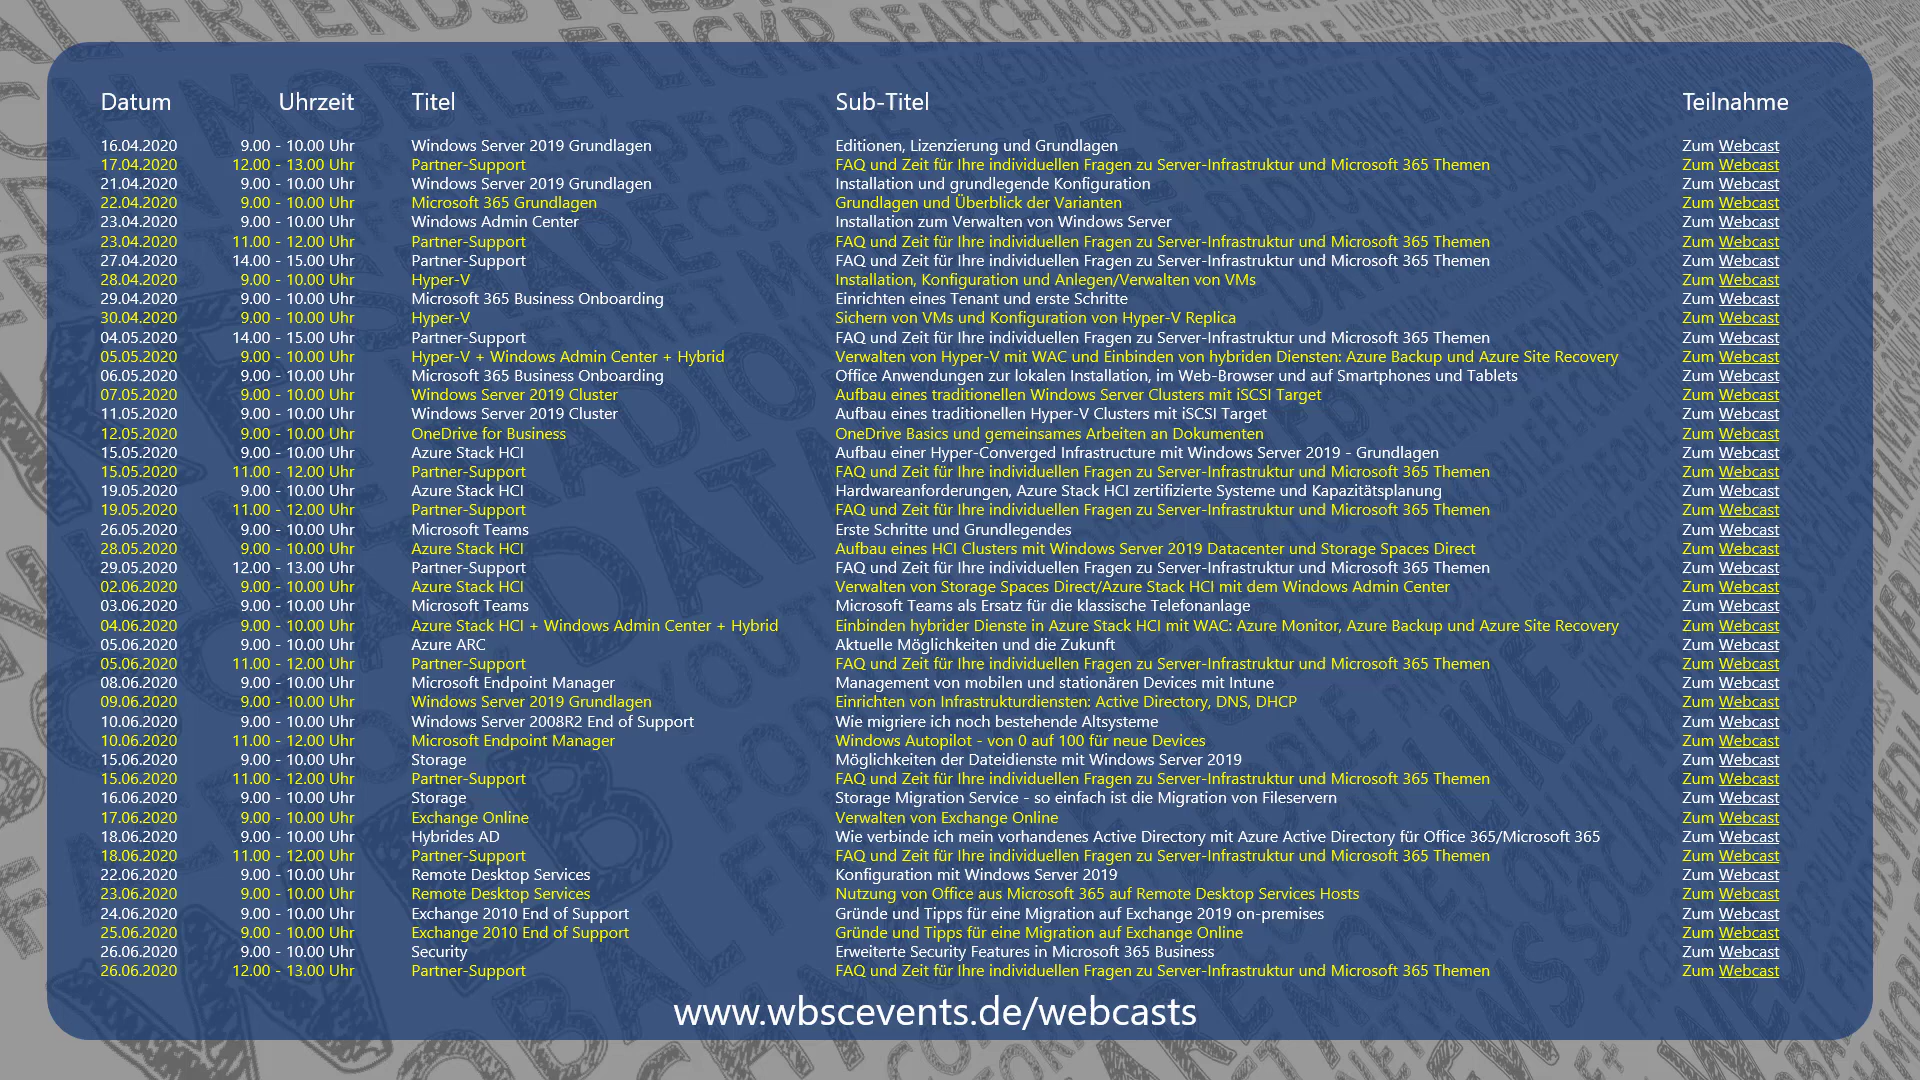 Datum Uhrzeit Titel Sub-Titel Teilnahme
16.04.2020 9.00 - 10.00 Uhr Windows Server 2019 Grundlagen Editionen, Lizenzierung und Grundlagen Zum Webcast
17.04.2020 12.00 - 13.00 Uhr Partner-Support FAQ und Zeit für Ihre individuellen Fragen zu Server-Infrastruktur und Microsoft 365 Themen Zum Webcast
21.04.2020 9.00 - 10.00 Uhr Windows Server 2019 Grundlagen Installation und grundlegende Konfiguration Zum Webcast
22.04.2020 9.00 - 10.00 Uhr Microsoft 365 Grundlagen Grundlagen und Überblick der Varianten Zum Webcast
23.04.2020 9.00 - 10.00 Uhr Windows Admin Center Installation zum Verwalten von Windows Server Zum Webcast
23.04.2020 11.00 - 12.00 Uhr Partner-Support FAQ und Zeit für Ihre individuellen Fragen zu Server-Infrastruktur und Microsoft 365 Themen Zum Webcast
27.04.2020 14.00 - 15.00 Uhr Partner-Support FAQ und Zeit für Ihre individuellen Fragen zu Server-Infrastruktur und Microsoft 365 Themen Zum Webcast
28.04.2020 9.00 - 10.00 Uhr Hyper-V Installation, Konfiguration und Anlegen/Verwalten von VMs Zum Webcast
29.04.2020 9.00 - 10.00 Uhr Microsoft 365 Business Onboarding Einrichten eines Tenant und erste Schritte Zum Webcast
30.04.2020 9.00 - 10.00 Uhr Hyper-V Sichern von VMs und Konfiguration von Hyper-V Replica Zum Webcast
04.05.2020 14.00 - 15.00 Uhr Partner-Support FAQ und Zeit für Ihre individuellen Fragen zu Server-Infrastruktur und Microsoft 365 Themen Zum Webcast
05.05.2020 9.00 - 10.00 Uhr Hyper-V + Windows Admin Center + Hybrid Verwalten von Hyper-V mit WAC und Einbinden von hybriden Diensten: Azure Backup und Azure Site Recovery Zum Webcast
06.05.2020 9.00 - 10.00 Uhr Microsoft 365 Business Onboarding Office Anwendungen zur lokalen Installation, im Web-Browser und auf Smartphones und Tablets Zum Webcast
07.05.2020 9.00 - 10.00 Uhr Windows Server 2019 Cluster Aufbau eines traditionellen Windows Server Clusters mit iSCSI Target Zum Webcast
11.05.2020 9.00 - 10.00 Uhr Windows Server 2019 Cluster Aufbau eines traditionellen Hyper-V Clusters mit iSCSI Target Zum Webcast
12.05.2020 9.00 - 10.00 Uhr OneDrive for Business OneDrive Basics und gemeinsames Arbeiten an Dokumenten Zum Webcast
15.05.2020 9.00 - 10.00 Uhr Azure Stack HCI Aufbau einer Hyper-Converged Infrastructure mit Windows Server 2019 - Grundlagen Zum Webcast
15.05.2020 11.00 - 12.00 Uhr Partner-Support FAQ und Zeit für Ihre individuellen Fragen zu Server-Infrastruktur und Microsoft 365 Themen Zum Webcast
19.05.2020 9.00 - 10.00 Uhr Azure Stack HCI Hardwareanforderungen, Azure Stack HCI zertifizierte Systeme und Kapazitätsplanung Zum Webcast
19.05.2020 11.00 - 12.00 Uhr Partner-Support FAQ und Zeit für Ihre individuellen Fragen zu Server-Infrastruktur und Microsoft 365 Themen Zum Webcast
26.05.2020 9.00 - 10.00 Uhr Microsoft Teams Erste Schritte und Grundlegendes Zum Webcast
28.05.2020 9.00 - 10.00 Uhr Azure Stack HCI Aufbau eines HCI Clusters mit Windows Server 2019 Datacenter und Storage Spaces Direct Zum Webcast
29.05.2020 12.00 - 13.00 Uhr Partner-Support FAQ und Zeit für Ihre individuellen Fragen zu Server-Infrastruktur und Microsoft 365 Themen Zum Webcast
02.06.2020 9.00 - 10.00 Uhr Azure Stack HCI Verwalten von Storage Spaces Direct/Azure Stack HCI mit dem Windows Admin Center Zum Webcast
03.06.2020 9.00 - 10.00 Uhr Microsoft Teams Microsoft Teams als Ersatz für die klassische Telefonanlage Zum Webcast
04.06.2020 9.00 - 10.00 Uhr Azure Stack HCI + Windows Admin Center + Hybrid Einbinden hybrider Dienste in Azure Stack HCI mit WAC: Azure Monitor, Azure Backup und Azure Site Recovery Zum Webcast
05.06.2020 9.00 - 10.00 Uhr Azure ARC Aktuelle Möglichkeiten und die Zukunft Zum Webcast
05.06.2020 11.00 - 12.00 Uhr Partner-Support FAQ und Zeit für Ihre individuellen Fragen zu Server-Infrastruktur und Microsoft 365 Themen Zum Webcast
08.06.2020 9.00 - 10.00 Uhr Microsoft Endpoint Manager Management von mobilen und stationären Devices mit Intune Zum Webcast
09.06.2020 9.00 - 10.00 Uhr Windows Server 2019 Grundlagen Einrichten von Infrastrukturdiensten: Active Directory, DNS, DHCP Zum Webcast
10.06.2020 9.00 - 10.00 Uhr Windows Server 2008R2 End of Support Wie migriere ich noch bestehende Altsysteme Zum Webcast
10.06.2020 11.00 - 12.00 Uhr Microsoft Endpoint Manager Windows Autopilot - von 0 auf 100 für neue Devices Zum Webcast
15.06.2020 9.00 - 10.00 Uhr Storage Möglichkeiten der Dateidienste mit Windows Server 2019 Zum Webcast
15.06.2020 11.00 - 12.00 Uhr Partner-Support FAQ und Zeit für Ihre individuellen Fragen zu Server-Infrastruktur und Microsoft 365 Themen Zum Webcast
16.06.2020 9.00 - 10.00 Uhr Storage Storage Migration Service - so einfach ist die Migration von Fileservern Zum Webcast
17.06.2020 9.00 - 10.00 Uhr Exchange Online Verwalten von Exchange Online Zum Webcast
18.06.2020 9.00 - 10.00 Uhr Hybrides AD Wie verbinde ich mein vorhandenes Active Directory mit Azure Active Directory für Office 365/Microsoft 365 Zum Webcast
18.06.2020 11.00 - 12.00 Uhr Partner-Support FAQ und Zeit für Ihre individuellen Fragen zu Server-Infrastruktur und Microsoft 365 Themen Zum Webcast
22.06.2020 9.00 - 10.00 Uhr Remote Desktop Services Konfiguration mit Windows Server 2019 Zum Webcast
23.06.2020 9.00 - 10.00 Uhr Remote Desktop Services Nutzung von Office aus Microsoft 365 auf Remote Desktop Services Hosts Zum Webcast
24.06.2020 9.00 - 10.00 Uhr Exchange 2010 End of Support Gründe und Tipps für eine Migration auf Exchange 2019 on-premises Zum Webcast
25.06.2020 9.00 - 10.00 Uhr Exchange 2010 End of Support Gründe und Tipps für eine Migration auf Exchange Online Zum Webcast
26.06.2020 9.00 - 10.00 Uhr Security Erweiterte Security Features in Microsoft 365 Business Zum Webcast
26.06.2020 12.00 - 13.00 Uhr Partner-Support FAQ und Zeit für Ihre individuellen Fragen zu Server-Infrastruktur und Microsoft 365 Themen Zum Webcast
www.wbscevents.de/webcasts